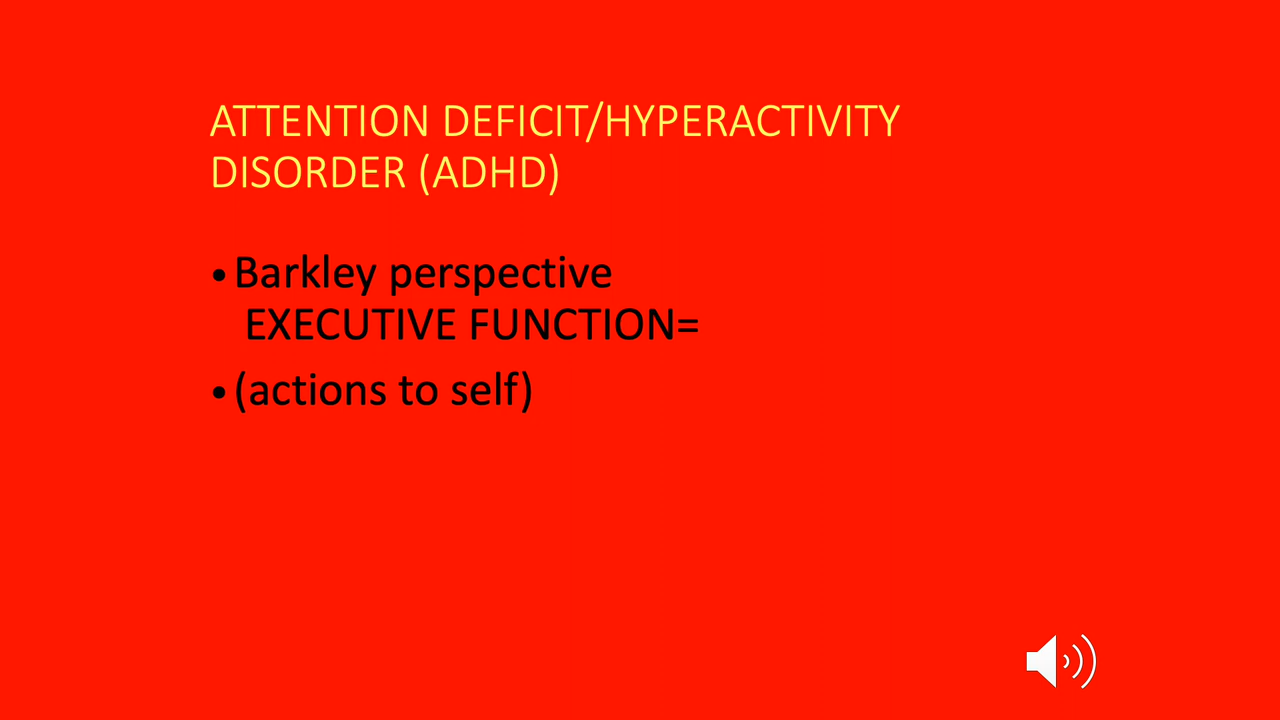 ATTENTION DEFICIT/HYPERACTIVITY
DISORDER (ADHD)
• Barkley perspective
EXECUTIVE FUNCTION=
• (actions to self)